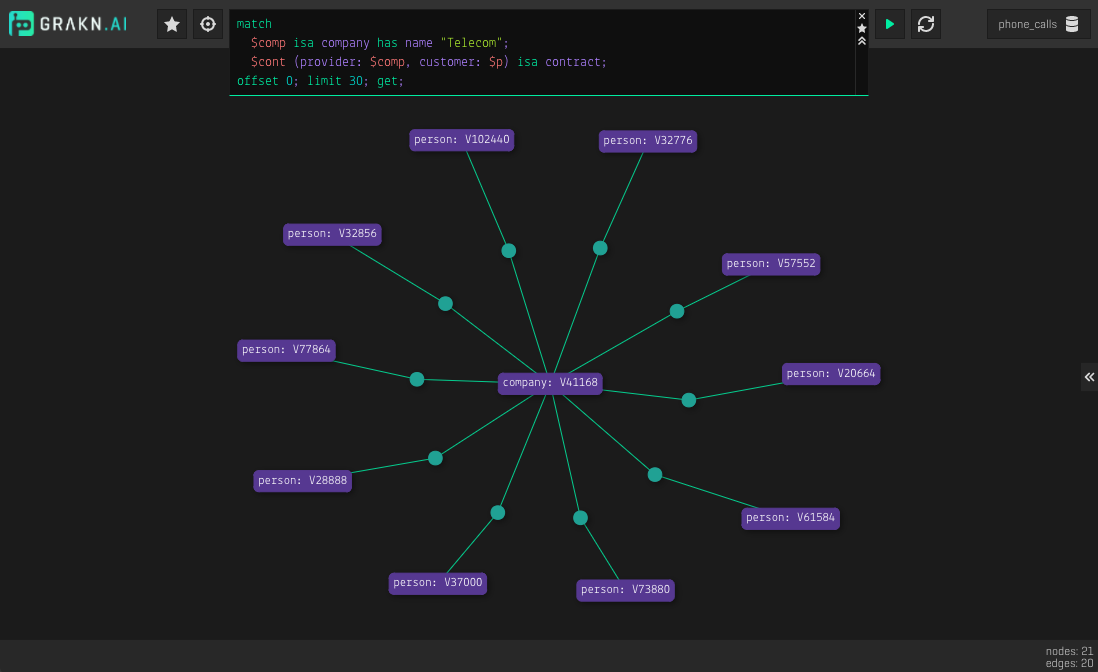 GRAKN.AI
match
$comp isa company has name "Telecom";
$cont (provider: $comp, customer: $p) isa contract;
offset 0; limit 30; get;
phone_calls
person: V102440
person: V32776
person: V32856
person: V57552
person: V77864
person: V20664
company: V41168
person: V28888
person: V61584
person: V37000
person: V73880
nodes: 21
edges: 20